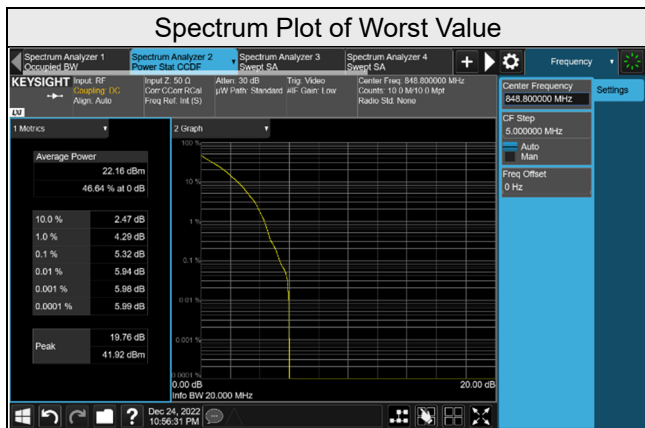 Spectrum Plot of Worst Value
Spectrum Analyzer 1
Occupied BW
Spectrum Analyzer 2
Power Stat CCDF
Spectrum Analyzer 3
Swept SA
Spectrum Analyzer 4
Swept SA
+
Frequency
KEYSIGHT
Input: RF
Coupling: DC
Align: Auto
Input Z: 50 Ω
Corr CCorr RCal
Freq Ref: Int (S)
Atten: 30 dB
µW Path: Standard
Trig: Video
#IF Gain: Low
Center Freq: 848.800000 MHz
Counts: 10.0 M/10.0 Mpt
Radio Std: None
LXI
Center Frequency
848.800000 MHz
Settings
CF Step
5.000000 MHz
Auto
Man
Freq Offset
0 Hz
1 Metrics
Average Power
22.16 dBm
46.64 % at 0 dB
10.0 % 2.47 dB
1.0 % 4.29 dB
0.1 % 5.32 dB
0.01 % 5.94 dB
0.001 % 5.98 dB
0.0001 % 5.99 dB
Peak
19.76 dB
41.92 dBm
2 Graph
100 %
10 %
1 %
0.1 %
0.01 %
0.001 %
0.0001 %
0.00 dB
20.00 dB
Info BW 20.000 MHz
?
Dec 24, 2022
10:56:31 PM